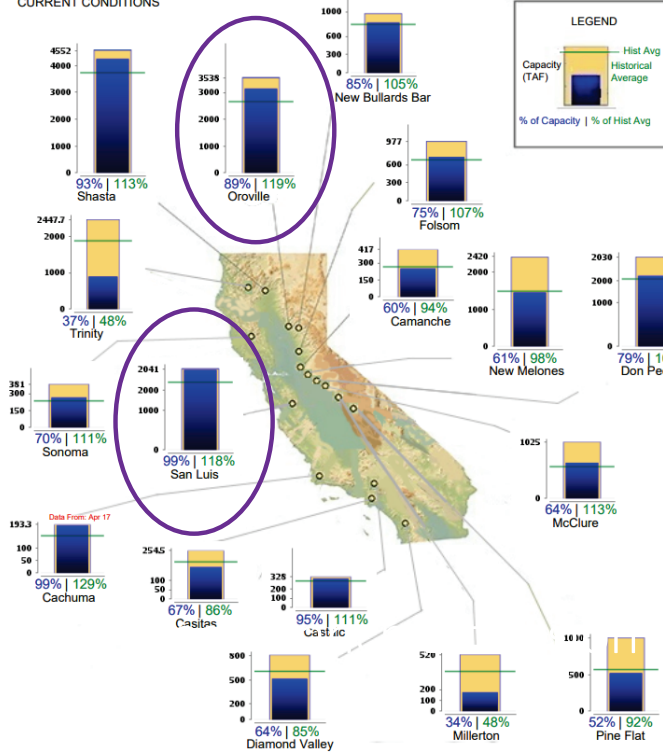 CURRENT CONDITIONS
LEGEND
Capacity
(TAF)
Hist Avg
Historical
Average
% of Capacity | % of Hist Avg
4552
4000
3000
2000
1000
0
93% | 113%
Shasta
3538
3000
2000
1000
0
89% | 119%
Oroville
1000
600
300
0
85% | 105%
New Bullards Bar
977
600
300
0
75% | 107%
Folsom
2447.7
2000
1000
0
37% | 48%
Trinity
417
300
150
0
60% | 94%
Camanche
2420
2000
1000
0
61% | 98%
New Melones
2030
2000
1000
0
79%
2041
2000
1000
0
99% | 118%
San Luis
381
300
150
0
70% | 111%
Sonoma
1025
500
0
64% | 113%
McClure
Data From: Apr 17
193.3
100
50
0
99% | 129%
Cachuma
254.5
100
50
0
67% | 86%
Casitas
325
200
100
0
95% | 111%
800
500
200
0
64% | 85%
Diamond Valley
520
200
100
0
34% | 48%
Millerton
500
0
52% | 92%
Pine Flat